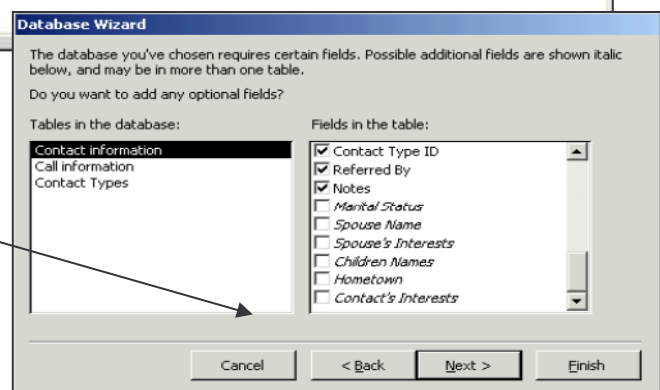 Database Wizard
The database you've chosen requires certain fields. Possible additional fields are shown italic
below, and may be in more than one table.
Do you want to add any optional fields?
Tables in the database:
Fields in the table:
Contact information
Call information
Contact Types
Contact Type ID
Referred By
Notes
Marital Status
Spouse Name
Spouse's Interests
Children Names
Hometown
Contact's Interests
Cancel
< Back
Next >
Finish